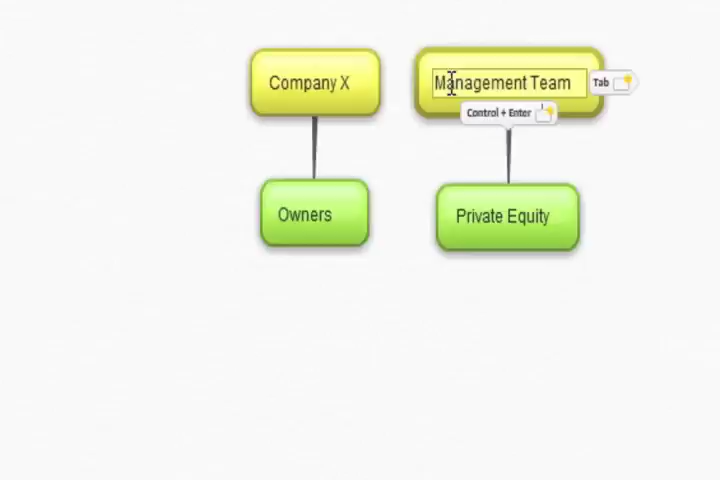 Company X
Management Team
Tab
Control + Enter
Owners
Private Equity